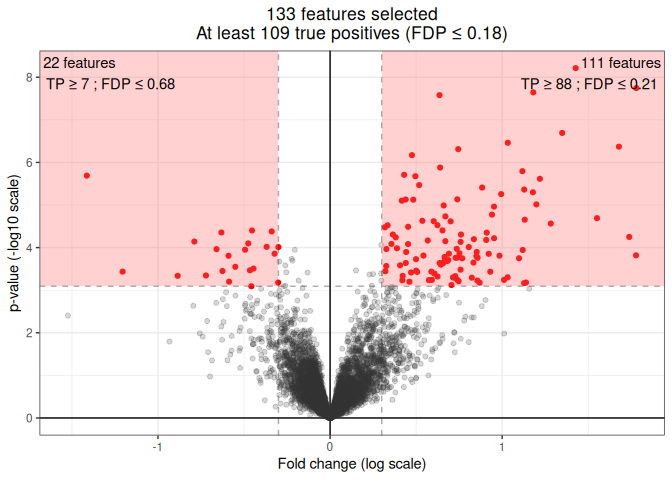 133 features selected
At least 109 true positives (FDP ≤ 0.18)
22 features
TP ≥ 7 ; FDP ≤ 0.68
111 features
TP ≥ 88 ; FDP ≤ 0.21
p-value (-log10 scale)
8
6
4
2
0
-1
0
1
Fold change (log scale)